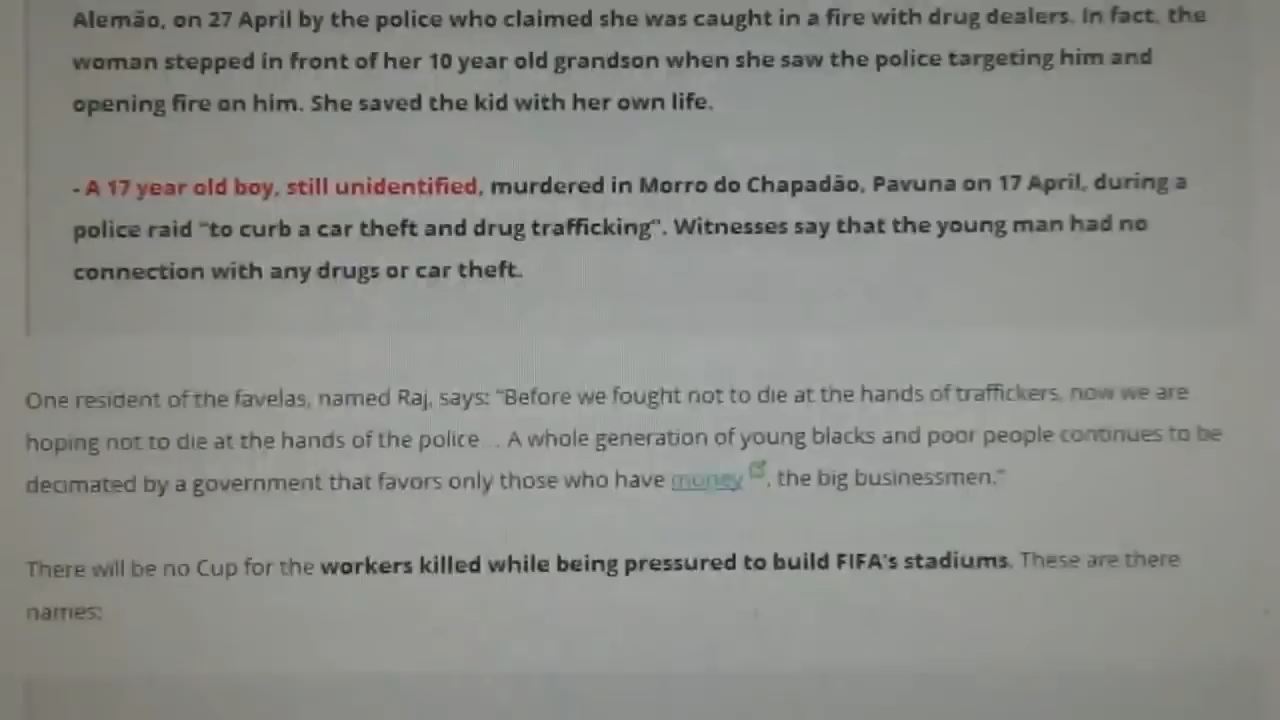 Alemão, on 27 April by the police who claimed she was caught in a fire with drug dealers. In fact, the
woman stepped in front of her 10 year old grandson when she saw the police targeting him and
opening fire on him. She saved the kid with her own life.
- A 17 year old boy, still unidentified, murdered in Morro do Chapadão, Pavuna on 17 April, during a
police raid "to curb a car theft and drug trafficking". Witnesses say that the young man had no
connection with any drugs or car theft.
One resident of the favelas, named Raj, says: "Before we fought not to die at the hands of traffickers, now we are
hoping not to die at the hands of the police... A whole generation of young blacks and poor people continues to be
decimated by a government that favors only those who have money, the big businessmen."
There will be no Cup for the workers killed while being pressured to build FIFA's stadiums. These are there
names: